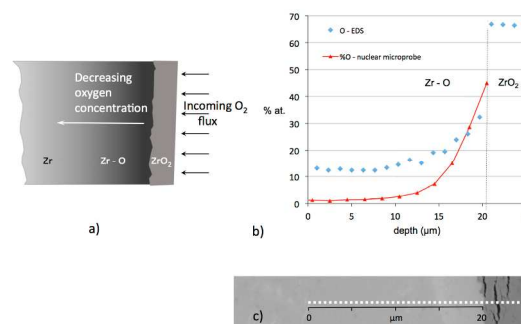 Decreasing
oxygen
concentration
Incoming O₂
flux
Zr
Zr - O
ZrO₂
a)
70
60
50
% at.
40
30
20
10
0
O - EDS
%O - nuclear microprobe
Zr - O
ZrO₂
0
5
10
15
20
depth (μm)
b)
c)
0
μm
20